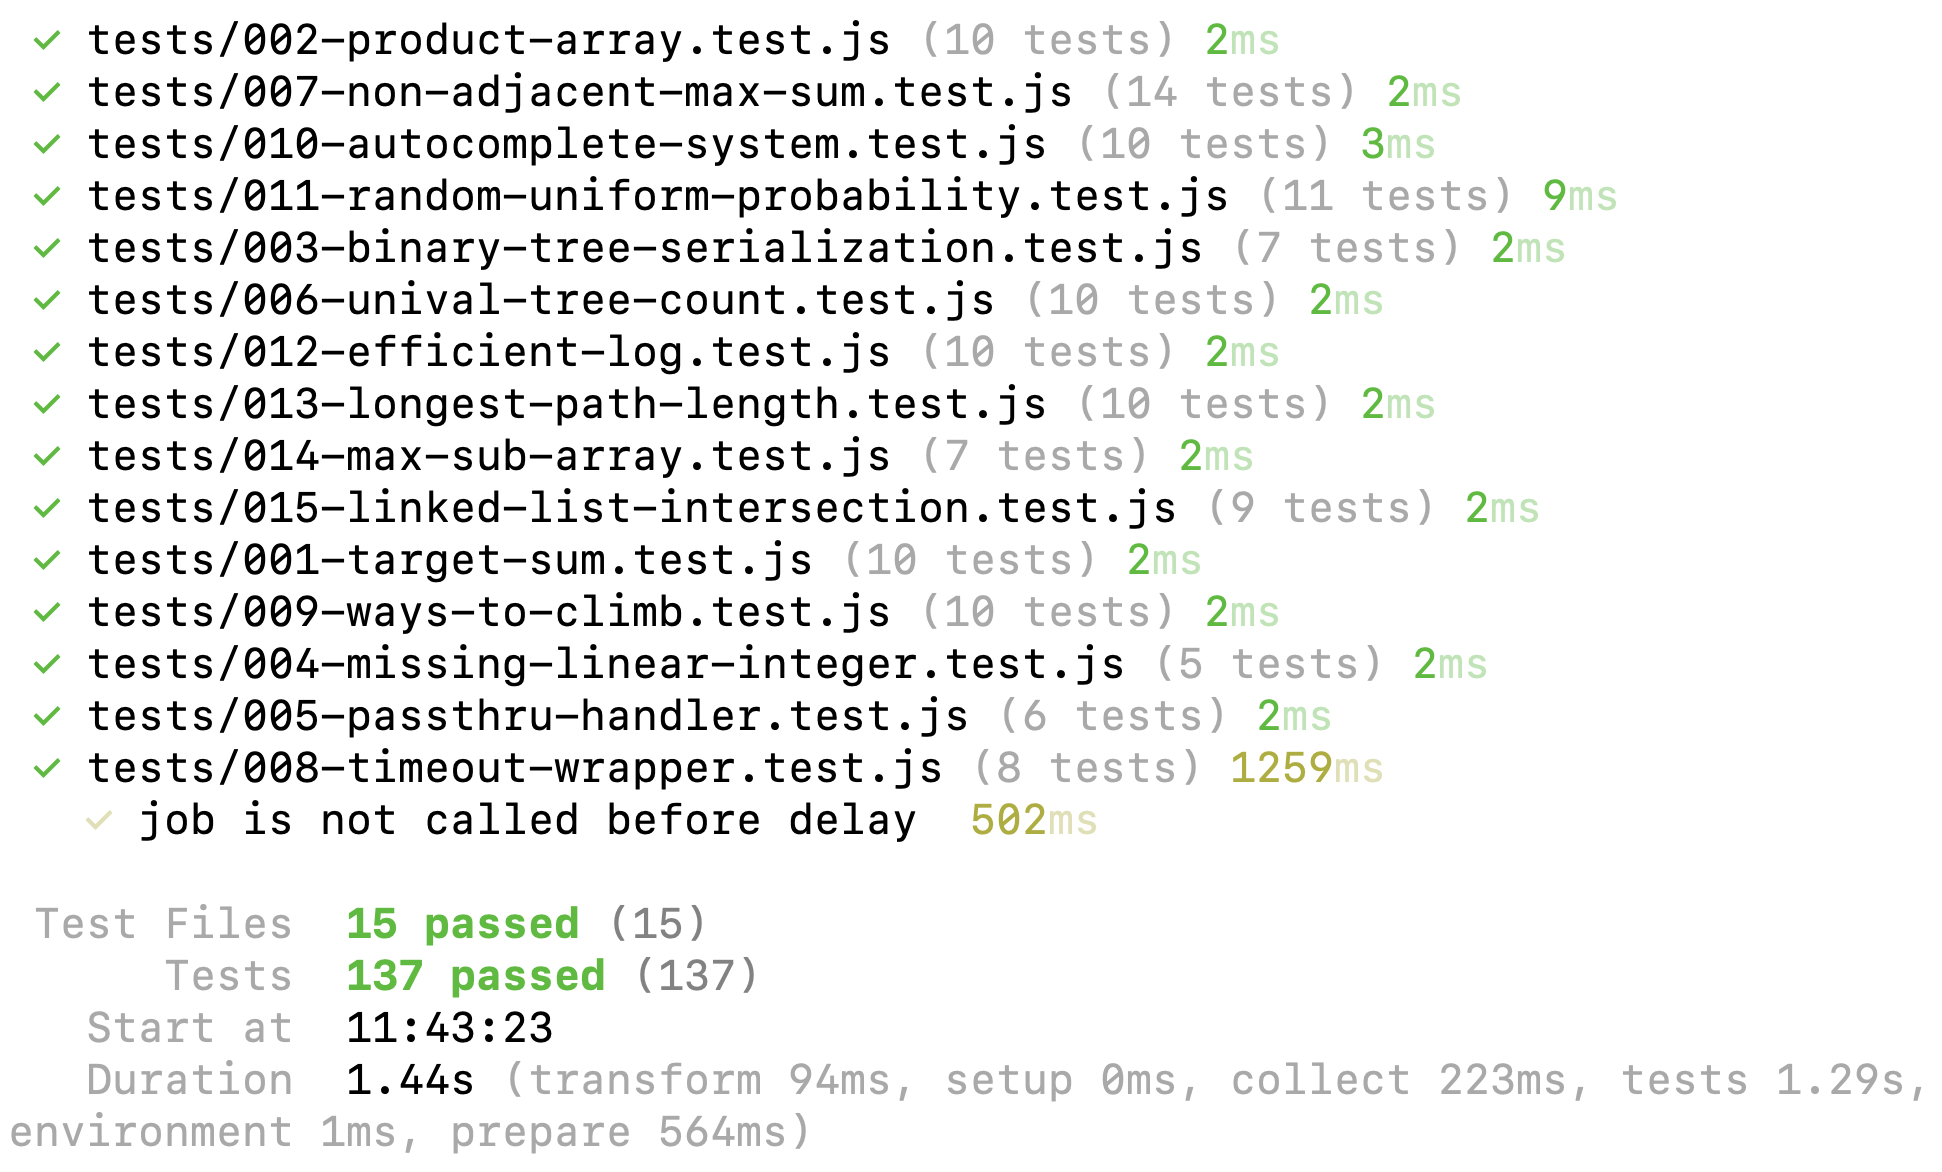 ✓ tests/002-product-array.test.js (10 tests) 2ms
✓ tests/007-non-adjacent-max-sum.test.js (14 tests) 2ms
✓ tests/010-autocomplete-system.test.js (10 tests) 3ms
✓ tests/011-random-uniform-probability.test.js (11 tests) 9ms
✓ tests/003-binary-tree-serialization.test.js (7 tests) 2ms
✓ tests/006-unival-tree-count.test.js (10 tests) 2ms
✓ tests/012-efficient-log.test.js (10 tests) 2ms
✓ tests/013-longest-path-length.test.js (10 tests) 2ms
✓ tests/014-max-sub-array.test.js (7 tests) 2ms
✓ tests/015-linked-list-intersection.test.js (9 tests) 2ms
✓ tests/001-target-sum.test.js (10 tests) 2ms
✓ tests/009-ways-to-climb.test.js (10 tests) 2ms
✓ tests/004-missing-linear-integer.test.js (5 tests) 2ms
✓ tests/005-passthru-handler.test.js (6 tests) 2ms
✓ tests/008-timeout-wrapper.test.js (8 tests) 1259ms
✓ job is not called before delay 502ms
Test Files 15 passed (15)
Tests 137 passed (137)
Start at 11:43:23
Duration 1.44s (transform 94ms, setup 0ms, collect 223ms, tests 1.29s,
environment 1ms, prepare 564ms)